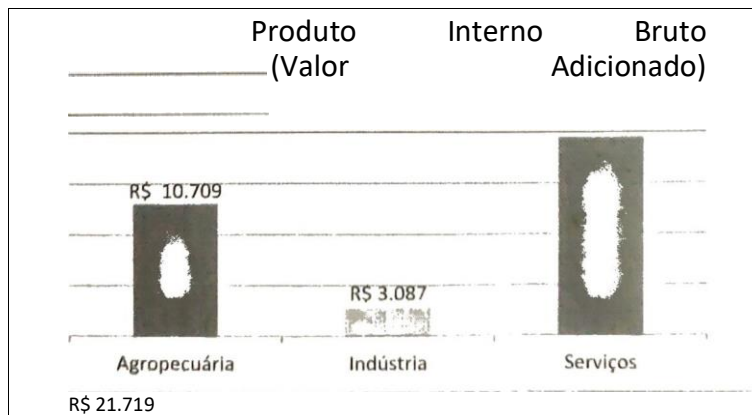 Produto Interno Bruto
(Valor Adicionado)
R$ 10.709
R$ 3.087
Agropecuária Indústria Serviços
R$ 21.719